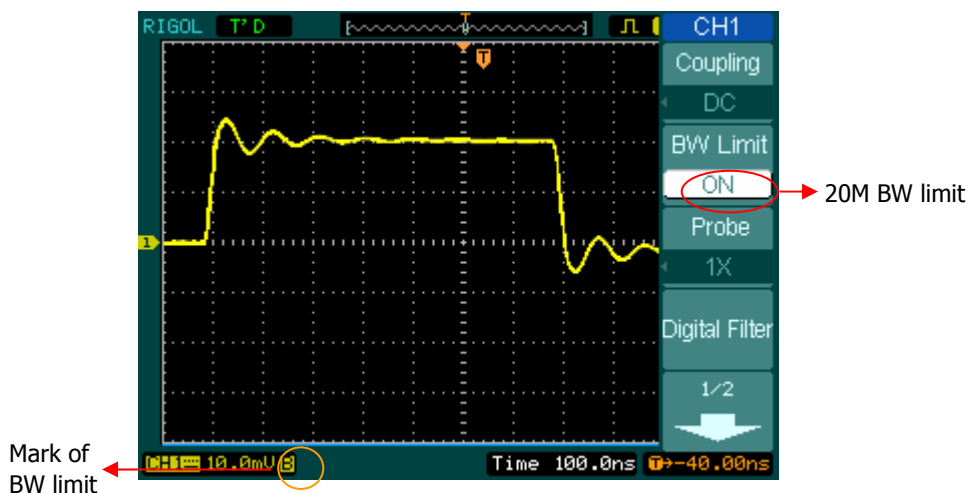 RIGOL T'D T CH1
T
Coupling
DC
BW Limit
ON
20M BW limit
Probe
1
1X
Digital Filter
1/2
Mark of
BW limit
CH1 10.0mV B Time 100.0ns T→-40.00ns